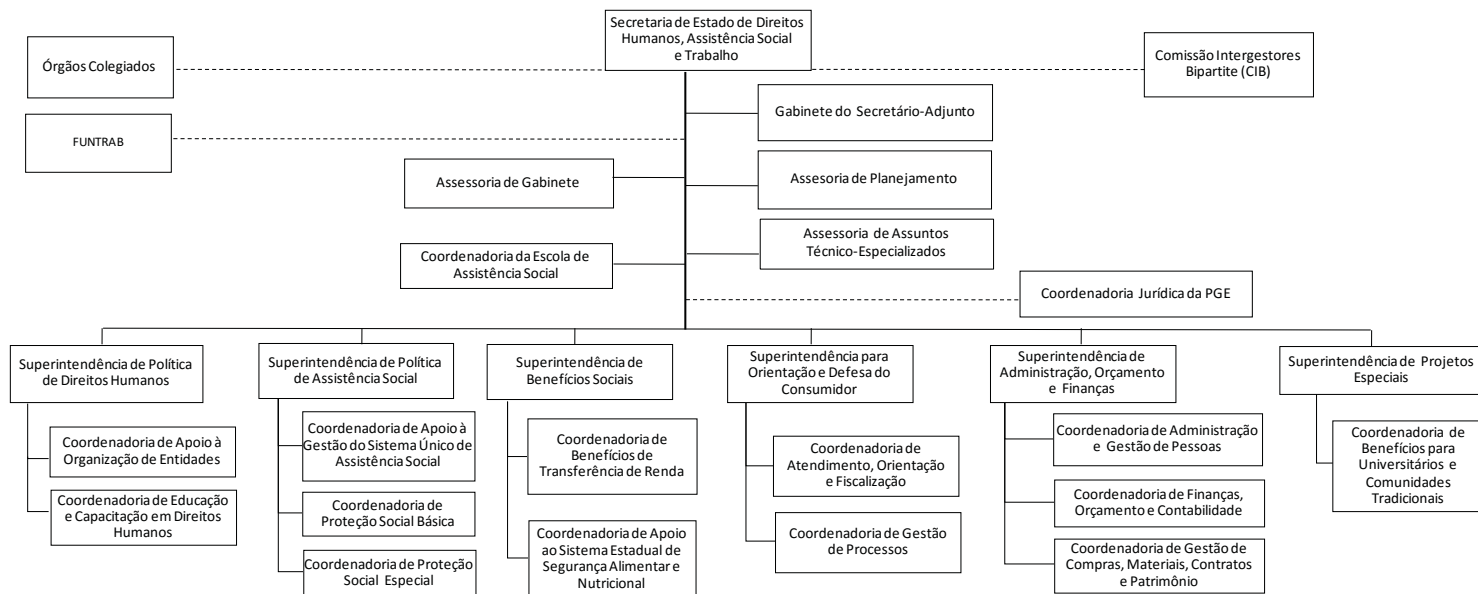 Secretaria de Estado de Direitos
Humanos, Assistência Social
e Trabalho
Órgãos Colegiados
Comissão Intergestores
Bipartite (CIB)
Gabinete do Secretário-Adjunto
FUNTRAB
Assessoria de Gabinete
Assesoria de Planejamento
Assessoria de Assuntos
Técnico-Especializados
Coordenadoria da Escola de
Assistência Social
Coordenadoria Jurídica da PGE
Superintendência de Política
de Direitos Humanos
Coordenadoria de Apoio à
Organização de Entidades
Coordenadoria de Educação
e Capacitação em Direitos
Humanos
Superintendência de Política
de Assistência Social
Coordenadoria de Apoio à
Gestão do Sistema Único de
Assistência Social
Coordenadoria de
Proteção Social Básica
Coordenadoria de Proteção
Social Especial
Superintendência de
Benefícios Sociais
Coordenadoria de
Benefícios de
Transferência de Renda
Coordenadoria de Apoio
ao Sistema Estadual de
Segurança Alimentar e
Nutricional
Superintendência para
Orientação e Defesa do
Consumidor
Coordenadoria de
Atendimento, Orientação
e Fiscalização
Coordenadoria de Gestão
de Processos
Superintendência de
Administração, Orçamento
e Finanças
Coordenadoria de Administração
e Gestão de Pessoas
Coordenadoria de Finanças,
Orçamento e Contabilidade
Coordenadoria de Gestão de
Compras, Materiais, Contratos
e Patrimônio
Superintendência de Projetos
Especiais
Coordenadoria de
Benefícios para
Universitários e
Comunidades
Tradicionais